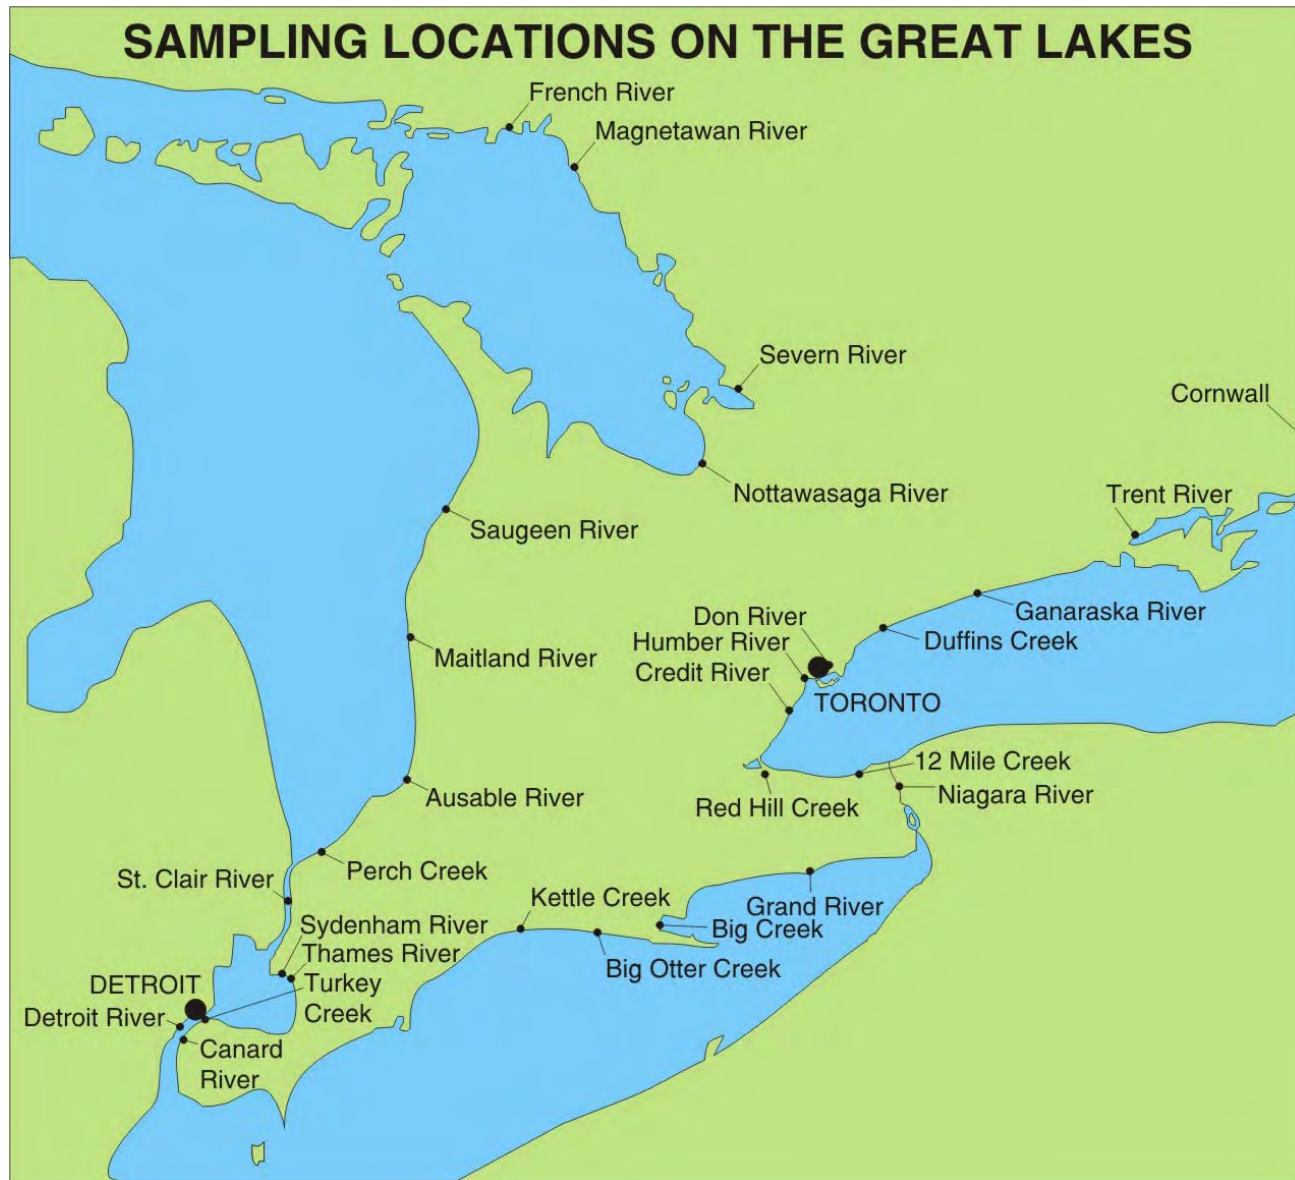 SAMPLING LOCATIONS ON THE GREAT LAKES
French River
Magnetawan River
Severn River
Cornwall
Nottawasaga River
Trent River
Saugeen River
Ganaraska River
Don River
Duffins Creek
Humber River
Maitland River
Credit River
TORONTO
12 Mile Creek
Niagara River
Ausable River
Red Hill Creek
Perch Creek
St. Clair River
Kettle Creek
Grand River
Sydenham River
Big Creek
Thames River
Big Otter Creek
DETROIT
Turkey
Creek
Detroit River
Canard
River